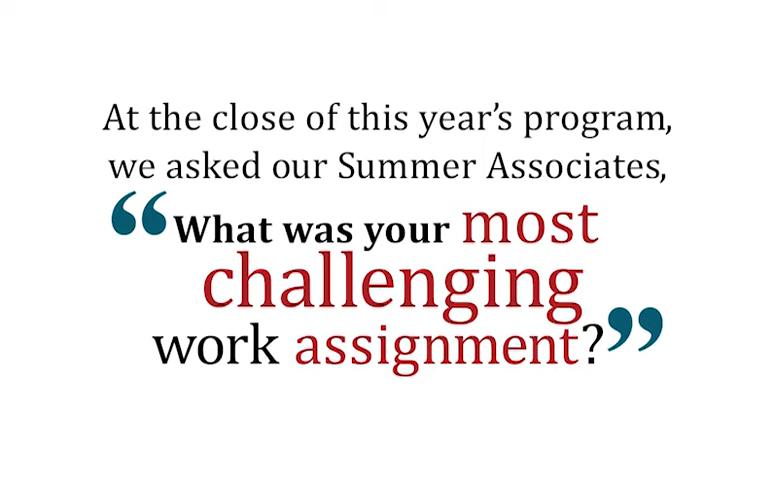 At the close of this year’s program,
we asked our Summer Associates,
“What was your most
challenging
work assignment?”